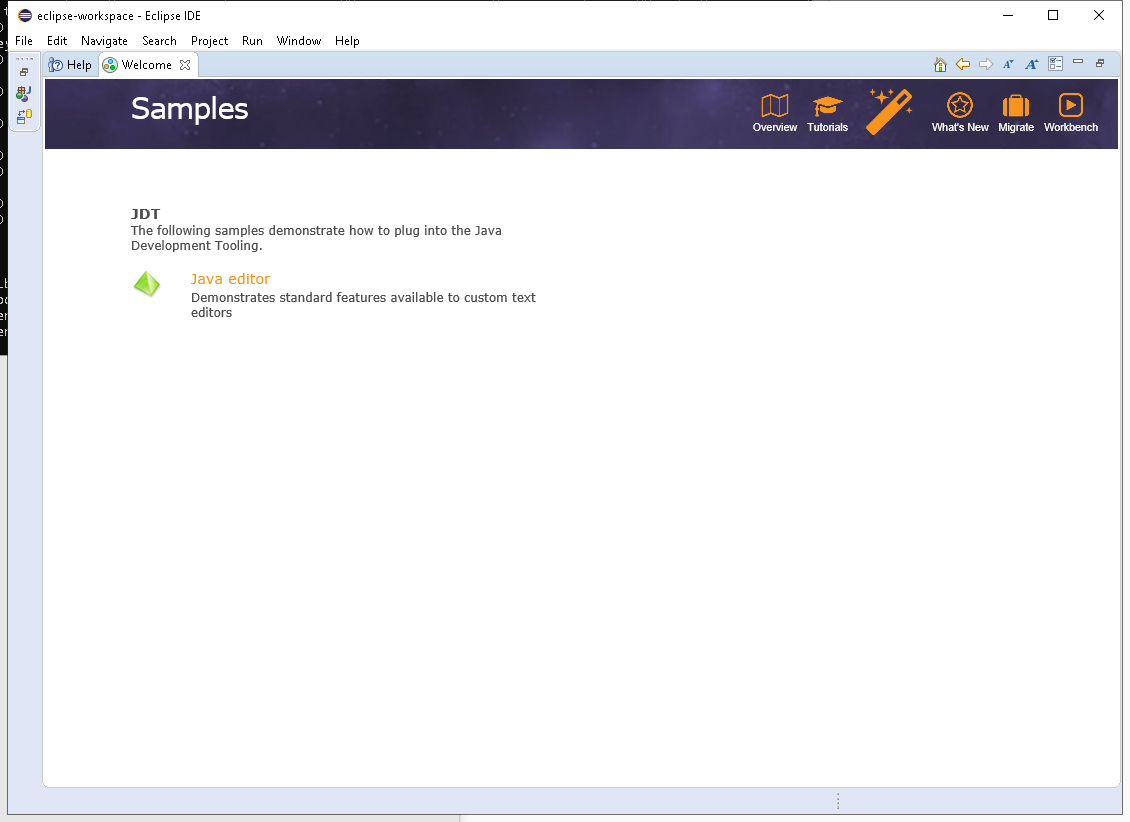 eclipse-workspace - Eclipse IDE
File Edit Navigate Search Project Run Window Help
Help Welcome
Samples
Overview Tutorials What's New Migrate Workbench
JDT
The following samples demonstrate how to plug into the Java
Development Tooling.
Java editor
Demonstrates standard features available to custom text
editors